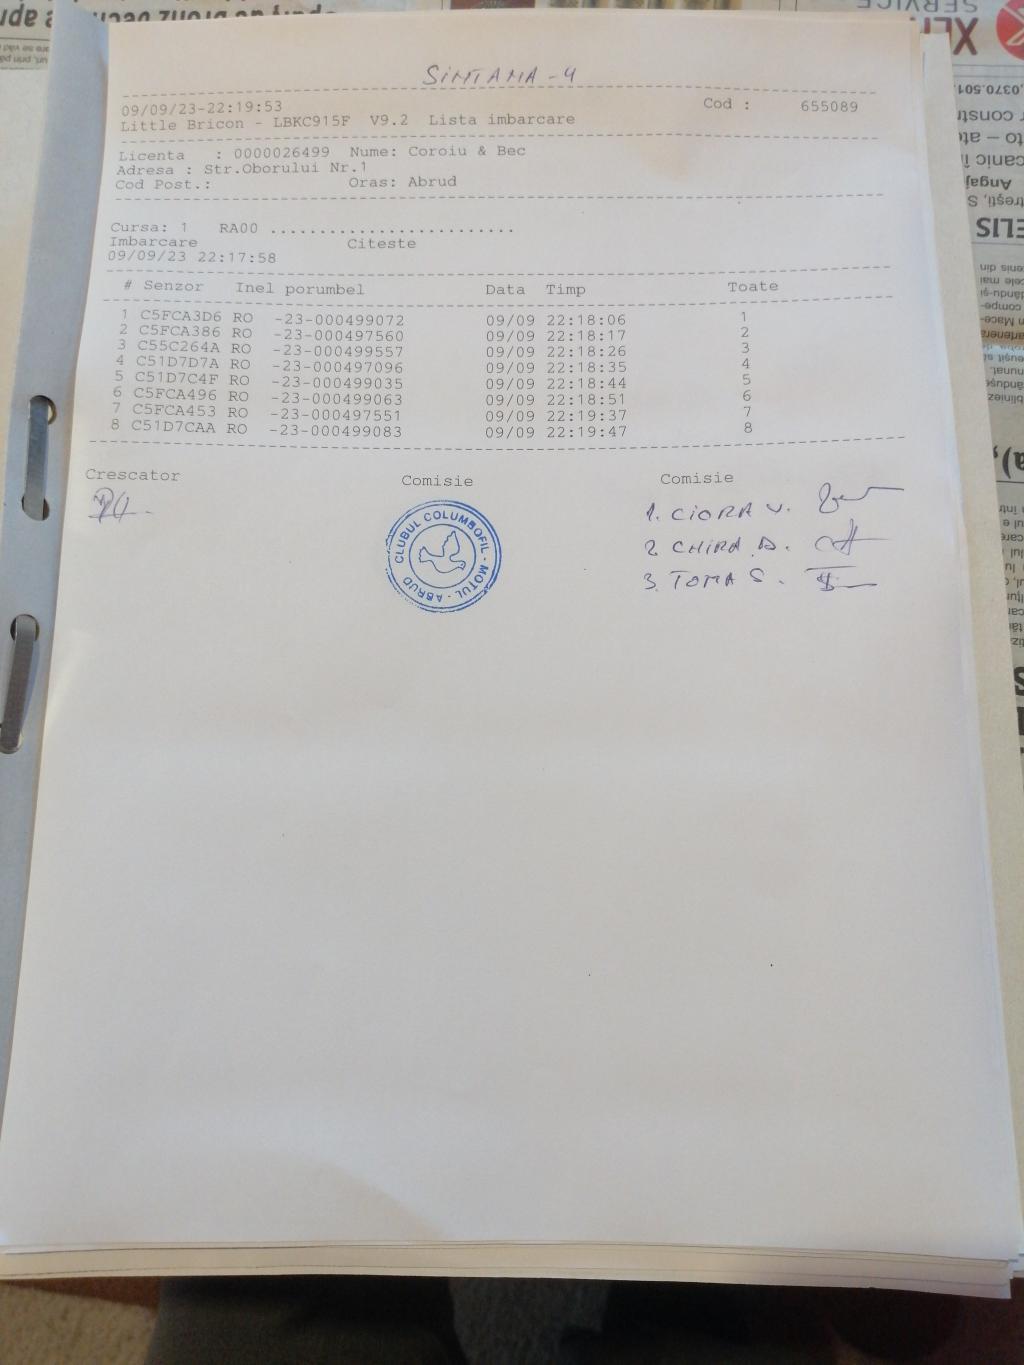 SINTANA - 4
09/09/23-22:19:53 Cod : 655089
Little Bricon - LBKC915F V9.2 Lista imbarcare
Licenta : 0000026499 Nume: Coroiu & Bec
Adresa : Str.Oborului Nr.1
Cod Post.: Oras: Abrud
Cursa: 1 RA00 .........................
Imbarcare Citeste
09/09/23 22:17:58
# Senzor Inel porumbel Data Timp Toate
1 C5FCA3D6 RO -23-000499072 09/09 22:18:06 1
2 C5FCA386 RO -23-000497560 09/09 22:18:17 2
3 C55C264A RO -23-000499557 09/09 22:18:26 3
4 C51D7D7A RO -23-000497096 09/09 22:18:35 4
5 C51D7C4F RO -23-000499035 09/09 22:18:44 5
6 C5FCA496 RO -23-000499063 09/09 22:18:51 6
7 C5FCA453 RO -23-000497551 09/09 22:19:37 7
8 C51D7CAA RO -23-000499083 09/09 22:19:47 8
Crescator Comisie Comisie
1. CIORA V.
2 CHIRA D.
3. TOMA S.
CLUBUL COLUMBOFIL - MOTUL - ABRUD
XEN
SERVICE
0370.501
Angaj